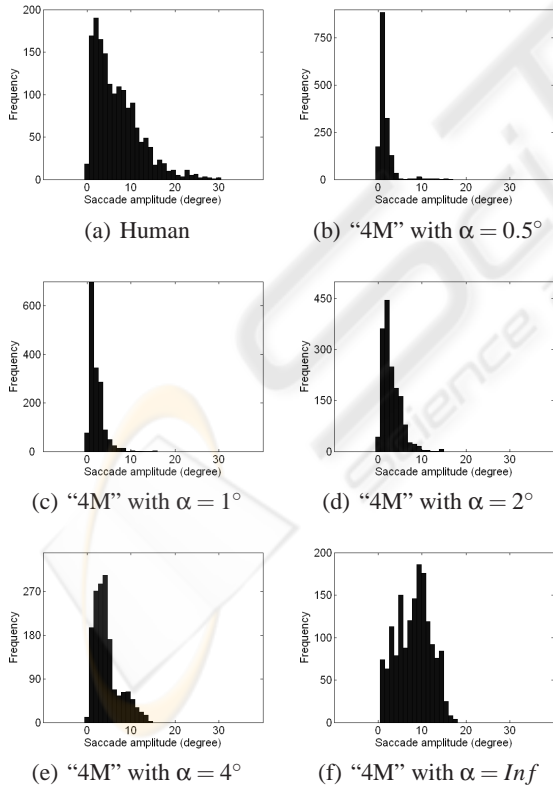 200
150
100
50
0
Frequency
0 10 20 30
Saccade amplitude (degree)
(a) Human
750
500
250
0
Frequency
0 10 20 30
Saccade amplitude (degree)
(b) “4M” with α = 0.5°
600
400
200
0
Frequency
0 10 20 30
Saccade amplitude (degree)
(c) “4M” with α = 1°
450
300
150
0
Frequency
0 10 20 30
Saccade amplitude (degree)
(d) “4M” with α = 2°
270
180
90
0
Frequency
0 10 20 30
Saccade amplitude (degree)
(e) “4M” with α = 4°
200
150
100
50
0
Frequency
0 10 20 30
Saccade amplitude (degree)
(f) “4M” with α = Inf
science